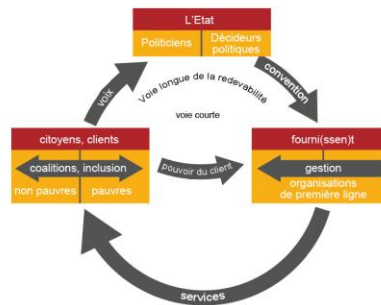 L'Etat
Politiciens
Décideurs
politiques
voix
convention
Voie longue de la redevabilité
voie courte
citoyens, clients
coalitions, inclusion
non pauvres
pauvres
pouvoir du client
fourni(ssen)t
gestion
organisations
de première ligne
services